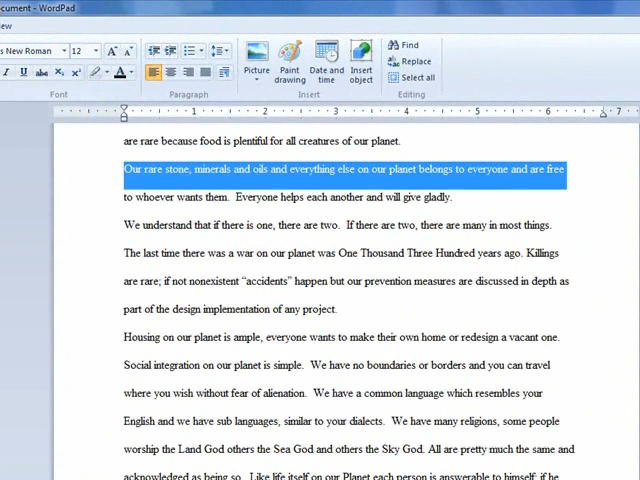 ocument - WordPad
ew
s New Roman 12 A A
Find
Replace
Select all
I U abc X₂ X² A
Picture
Paint drawing
Date and time
Insert object
Font Paragraph Insert Editing
1 2 3 4 5 6 7
are rare because food is plentiful for all creatures of our planet.
Our rare stone, minerals and oils and everything else on our planet belongs to everyone and are free
to whoever wants them.  Everyone helps each another and will give gladly.
We understand that if there is one, there are two.  If there are two, there are many in most things.
The last time there was a war on our planet was One Thousand Three Hundred years ago. Killings
are rare; if not nonexistent “accidents” happen but our prevention measures are discussed in depth as
part of the design implementation of any project.
Housing on our planet is ample, everyone wants to make their own home or redesign a vacant one.
Social integration on our planet is simple.  We have no boundaries or borders and you can travel
where you wish without fear of alienation.  We have a common language which resembles your
English and we have sub languages, similar to your dialects.  We have many religions, some people
worship the Land God others the Sea God and others the Sky God. All are pretty much the same and
acknowledged as being so.  Like life itself on our Planet each person is answerable to himself; if he